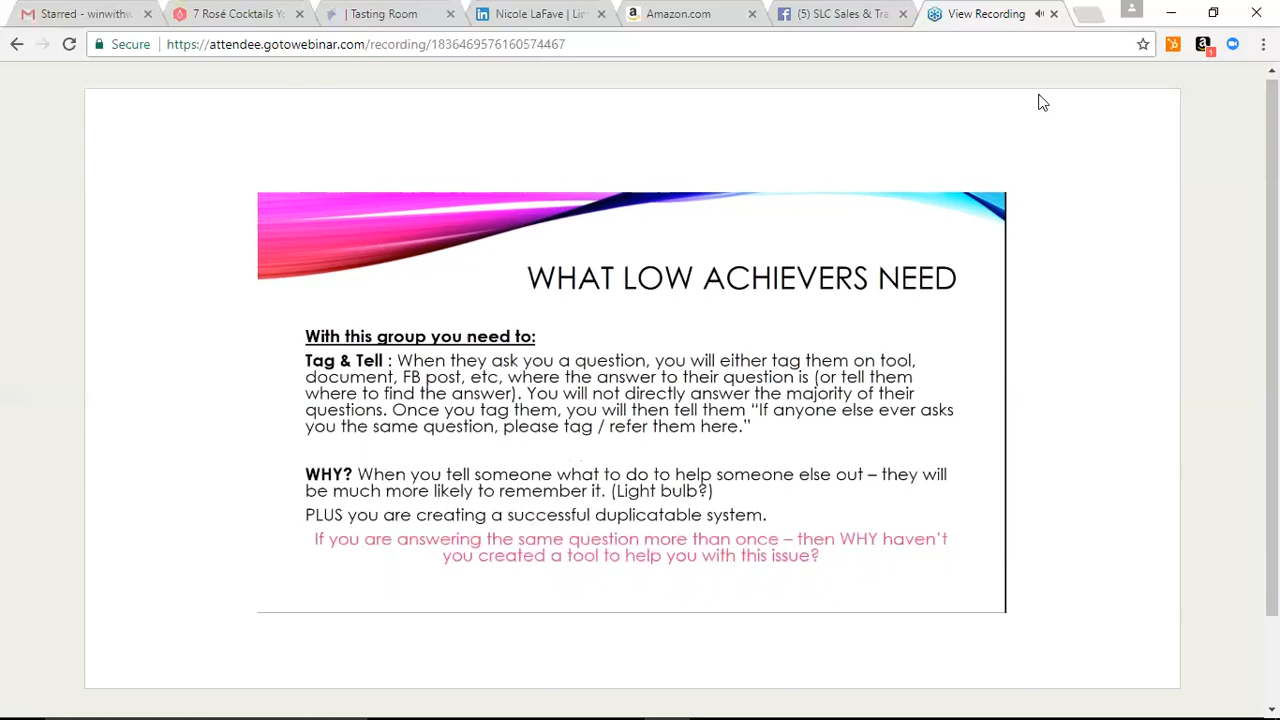 Starred - winwith
7 Rosé Cocktails Y
| Tasting Room
Nicole LaFave | Lin
Amazon.com
(5) SLC Sales & Tra
View Recording
Secure
https://attendee.gotowebinar.com/recording/1836469576160574467
1
WHAT LOW ACHIEVERS NEED
With this group you need to:
Tag & Tell : When they ask you a question, you will either tag them on tool,
document, FB post, etc, where the answer to their question is (or tell them
where to find the answer). You will not directly answer the majority of their
questions. Once you tag them, you will then tell them “If anyone else ever asks
you the same question, please tag / refer them here.”
WHY? When you tell someone what to do to help someone else out – they will
be much more likely to remember it. (Light bulb?)
PLUS you are creating a successful duplicatable system.
If you are answering the same question more than once – then WHY haven’t
you created a tool to help you with this issue?